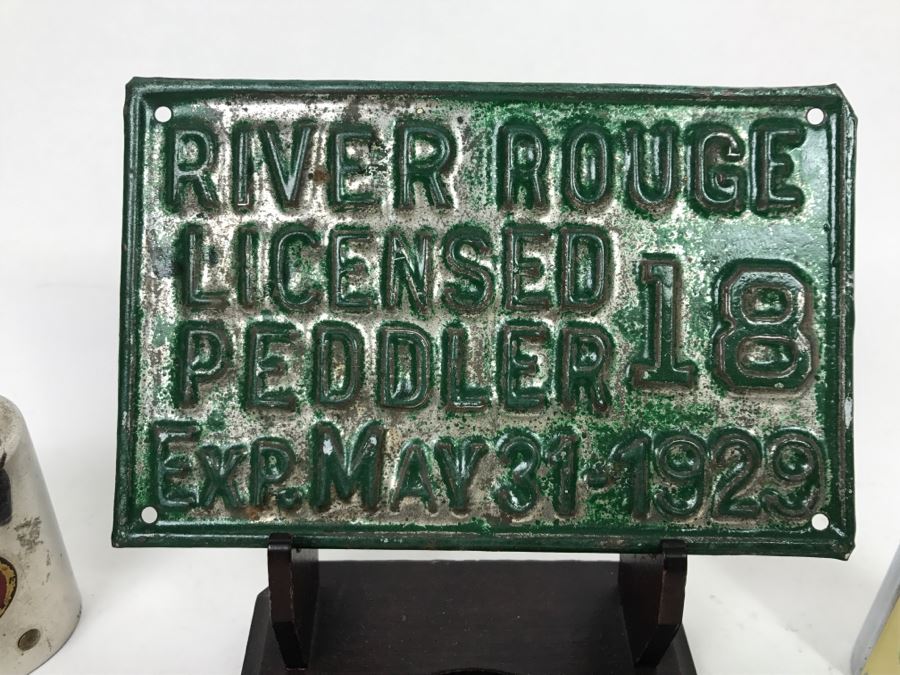 RIVER ROUGE
LICENSED
PEDDLER 18
EXP. MAY 31-1929